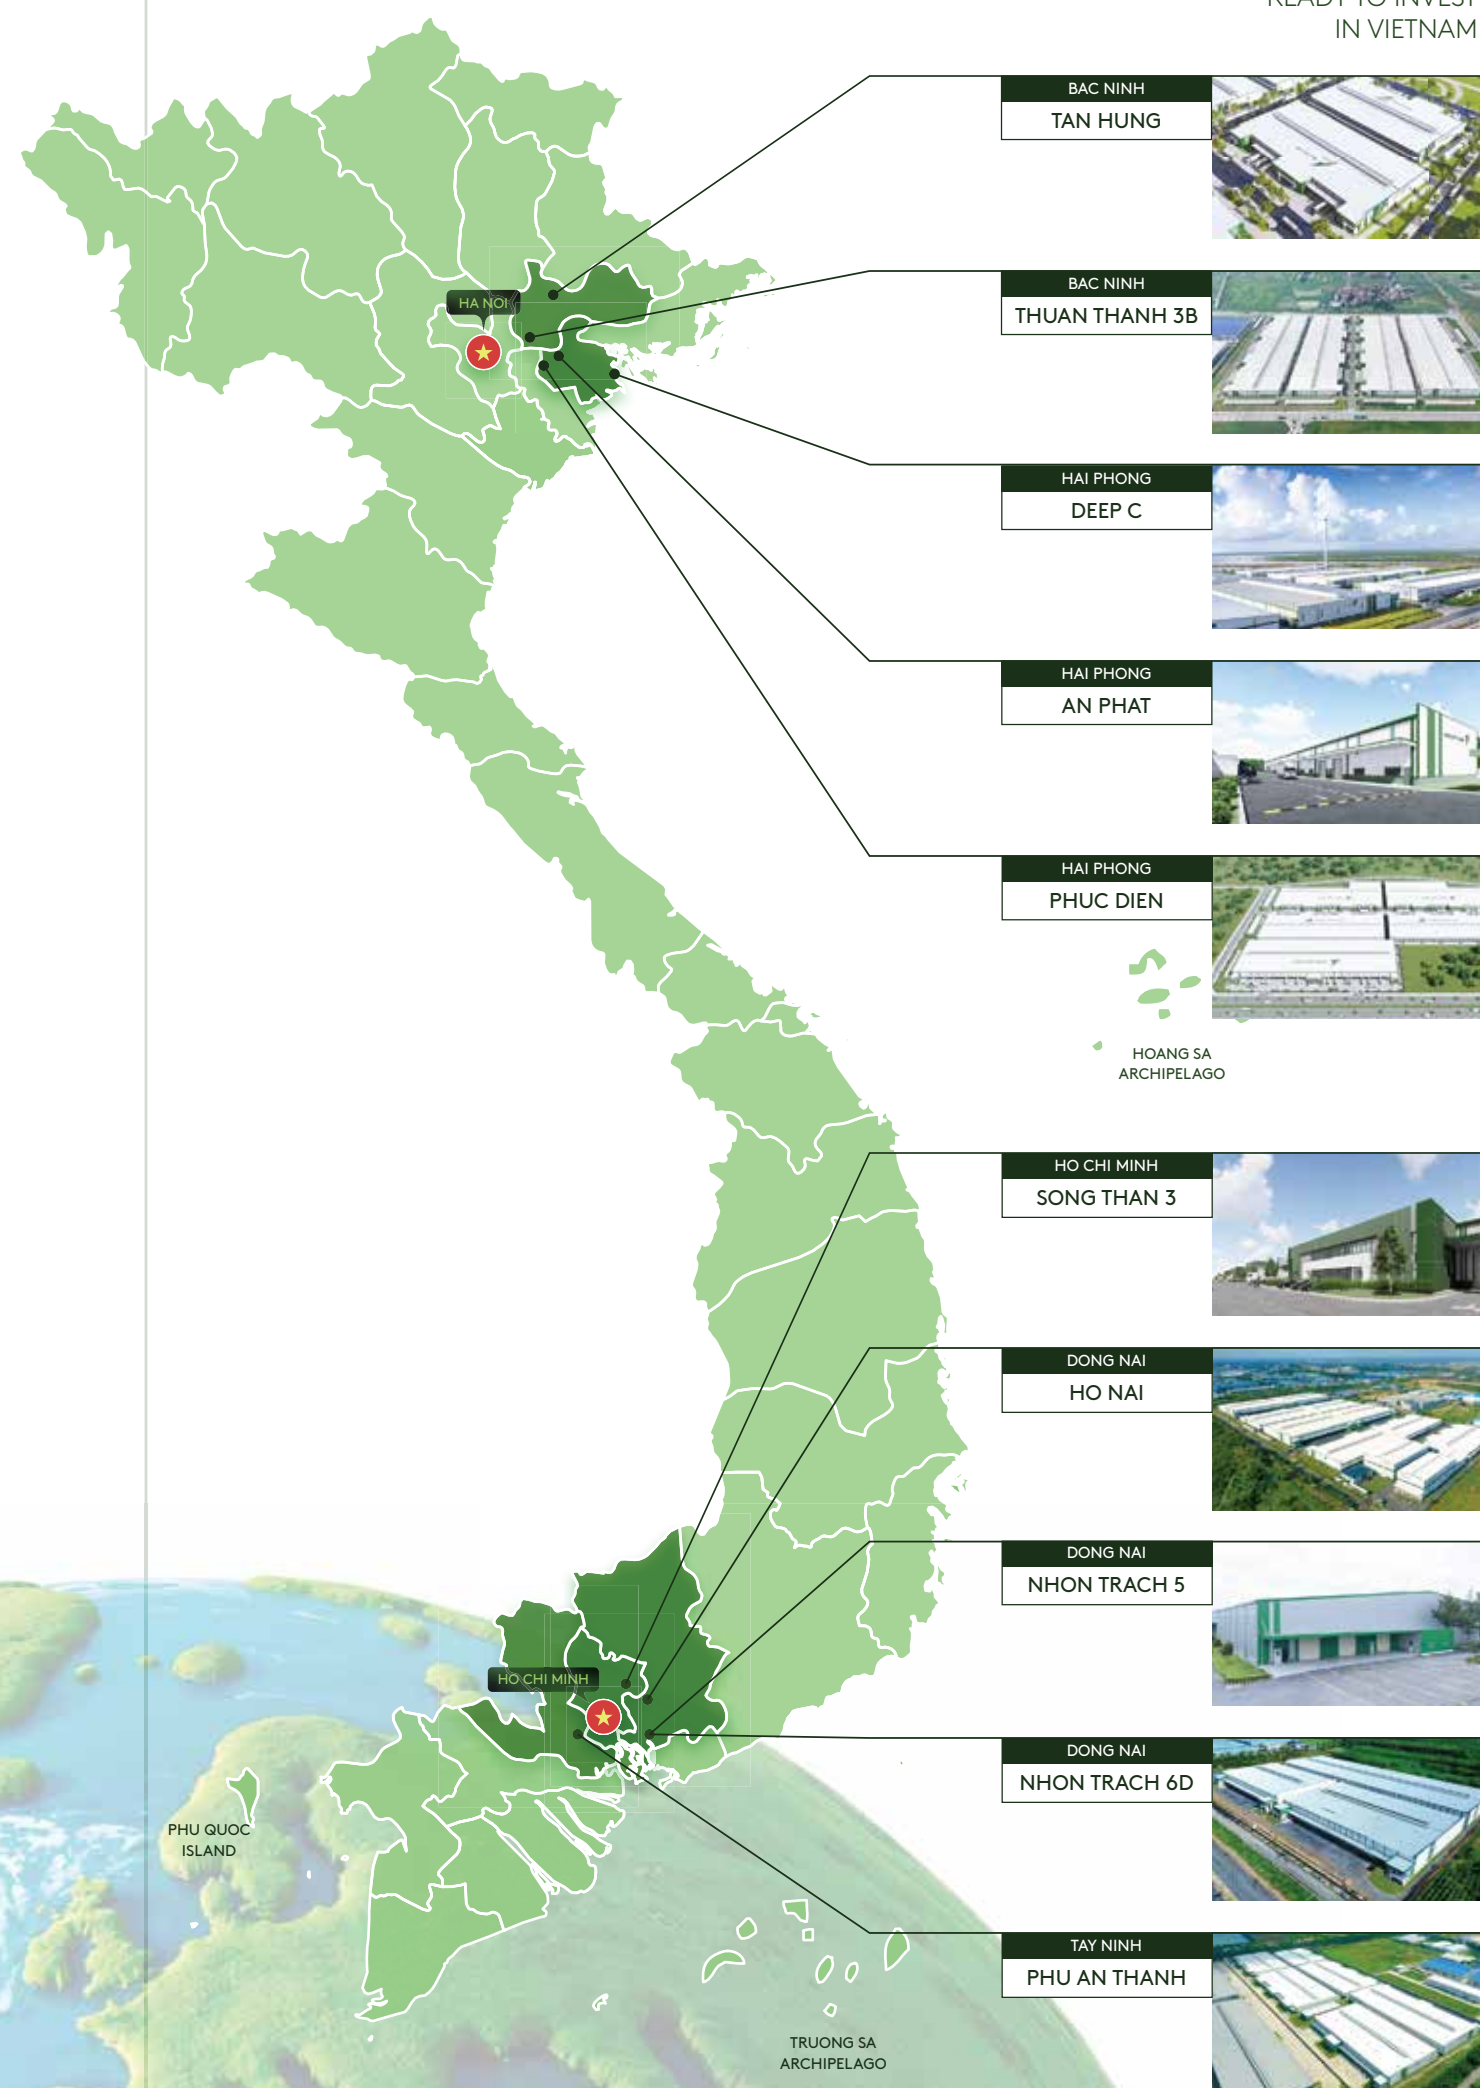 READY TO INVEST
IN VIETNAM
BAC NINH
TAN HUNG
BAC NINH
THUAN THANH 3B
HA NOI
HAI PHONG
DEEP C
HAI PHONG
AN PHAT
HAI PHONG
PHUC DIEN
HOANG SA
ARCHIPELAGO
HO CHI MINH
SONG THAN 3
DONG NAI
HO NAI
DONG NAI
NHON TRACH 5
HO CHI MINH
DONG NAI
NHON TRACH 6D
PHU QUOC
ISLAND
TAY NINH
PHU AN THANH
TRUONG SA
ARCHIPELAGO